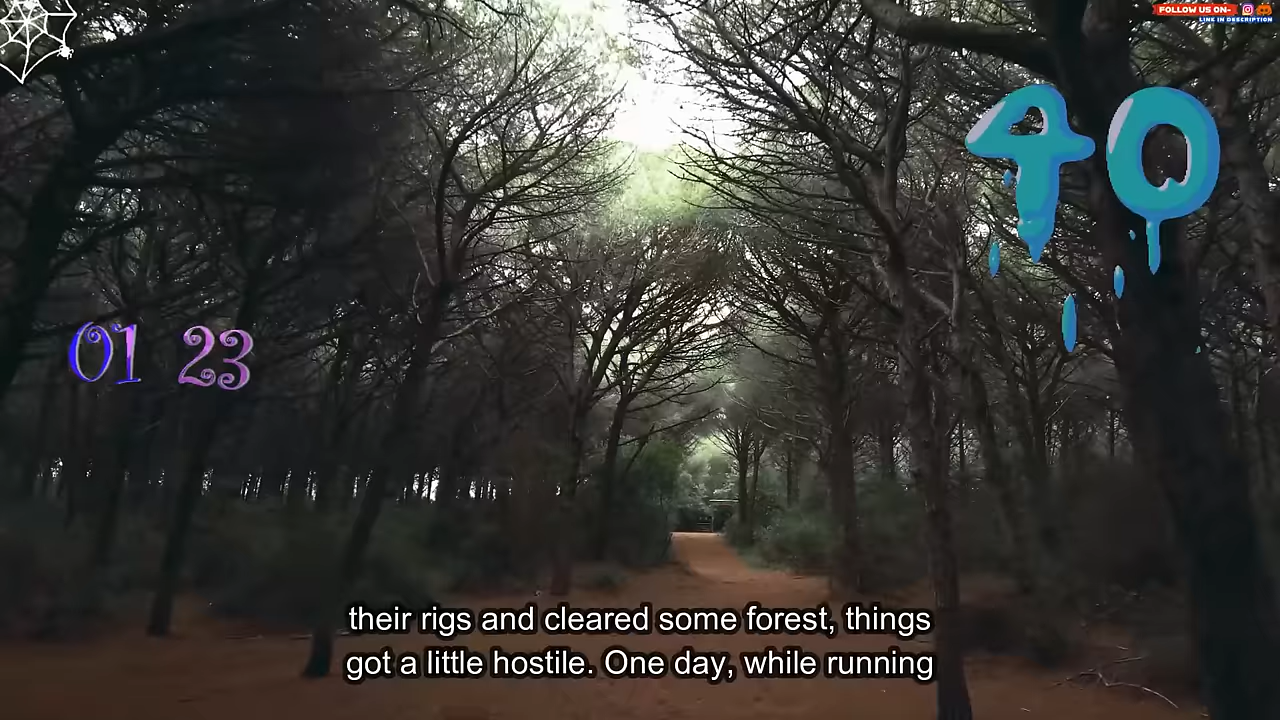 FOLLOW US ON-
LINK IN DESCRIPTION
40
01 23
their rigs and cleared some forest, things
got a little hostile. One day, while running